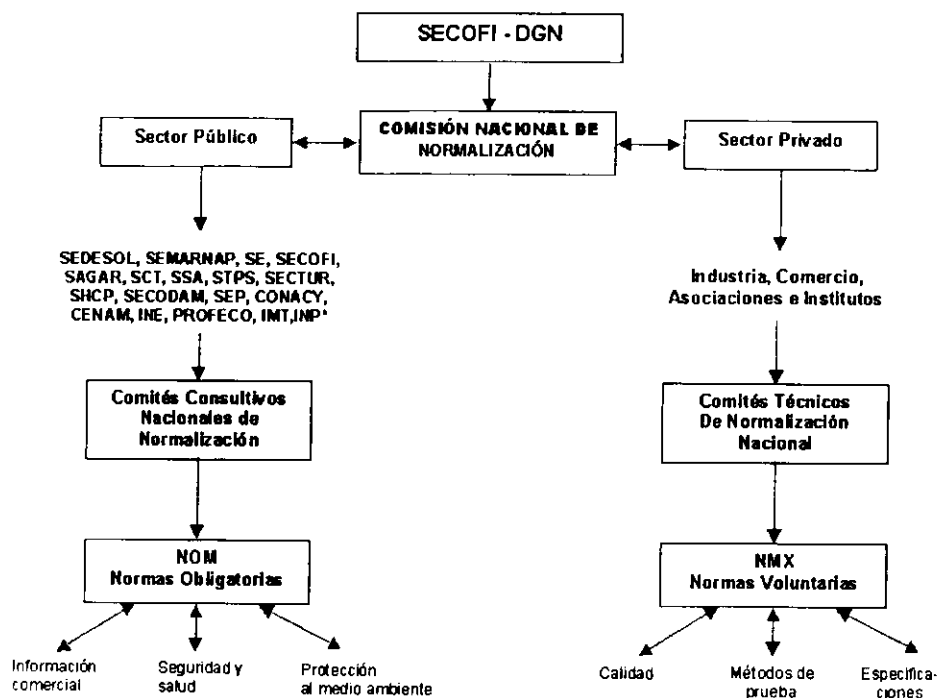 SECOFI - DGN
Sector Público
COMISIÓN NACIONAL DE
NORMALIZACIÓN
Sector Privado
SEDESOL, SEMARNAP, SE, SECOFI,
SAGAR, SCT, SSA, STPS, SECTUR,
SHCP, SECODAM, SEP, CONACY,
CENAM, INE, PROFECO, IMT,INP*
Industria, Comercio,
Asociaciones e Institutos
Comités Consultivos
Nacionales de
Normalización
Comités Técnicos
De Normalización
Nacional
NOM
Normas Obligatorias
NMX
Normas Voluntarias
Información
comercial
Seguridad y
salud
Protección
al medio ambiente
Calidad
Métodos de
prueba
Especifica-
ciones